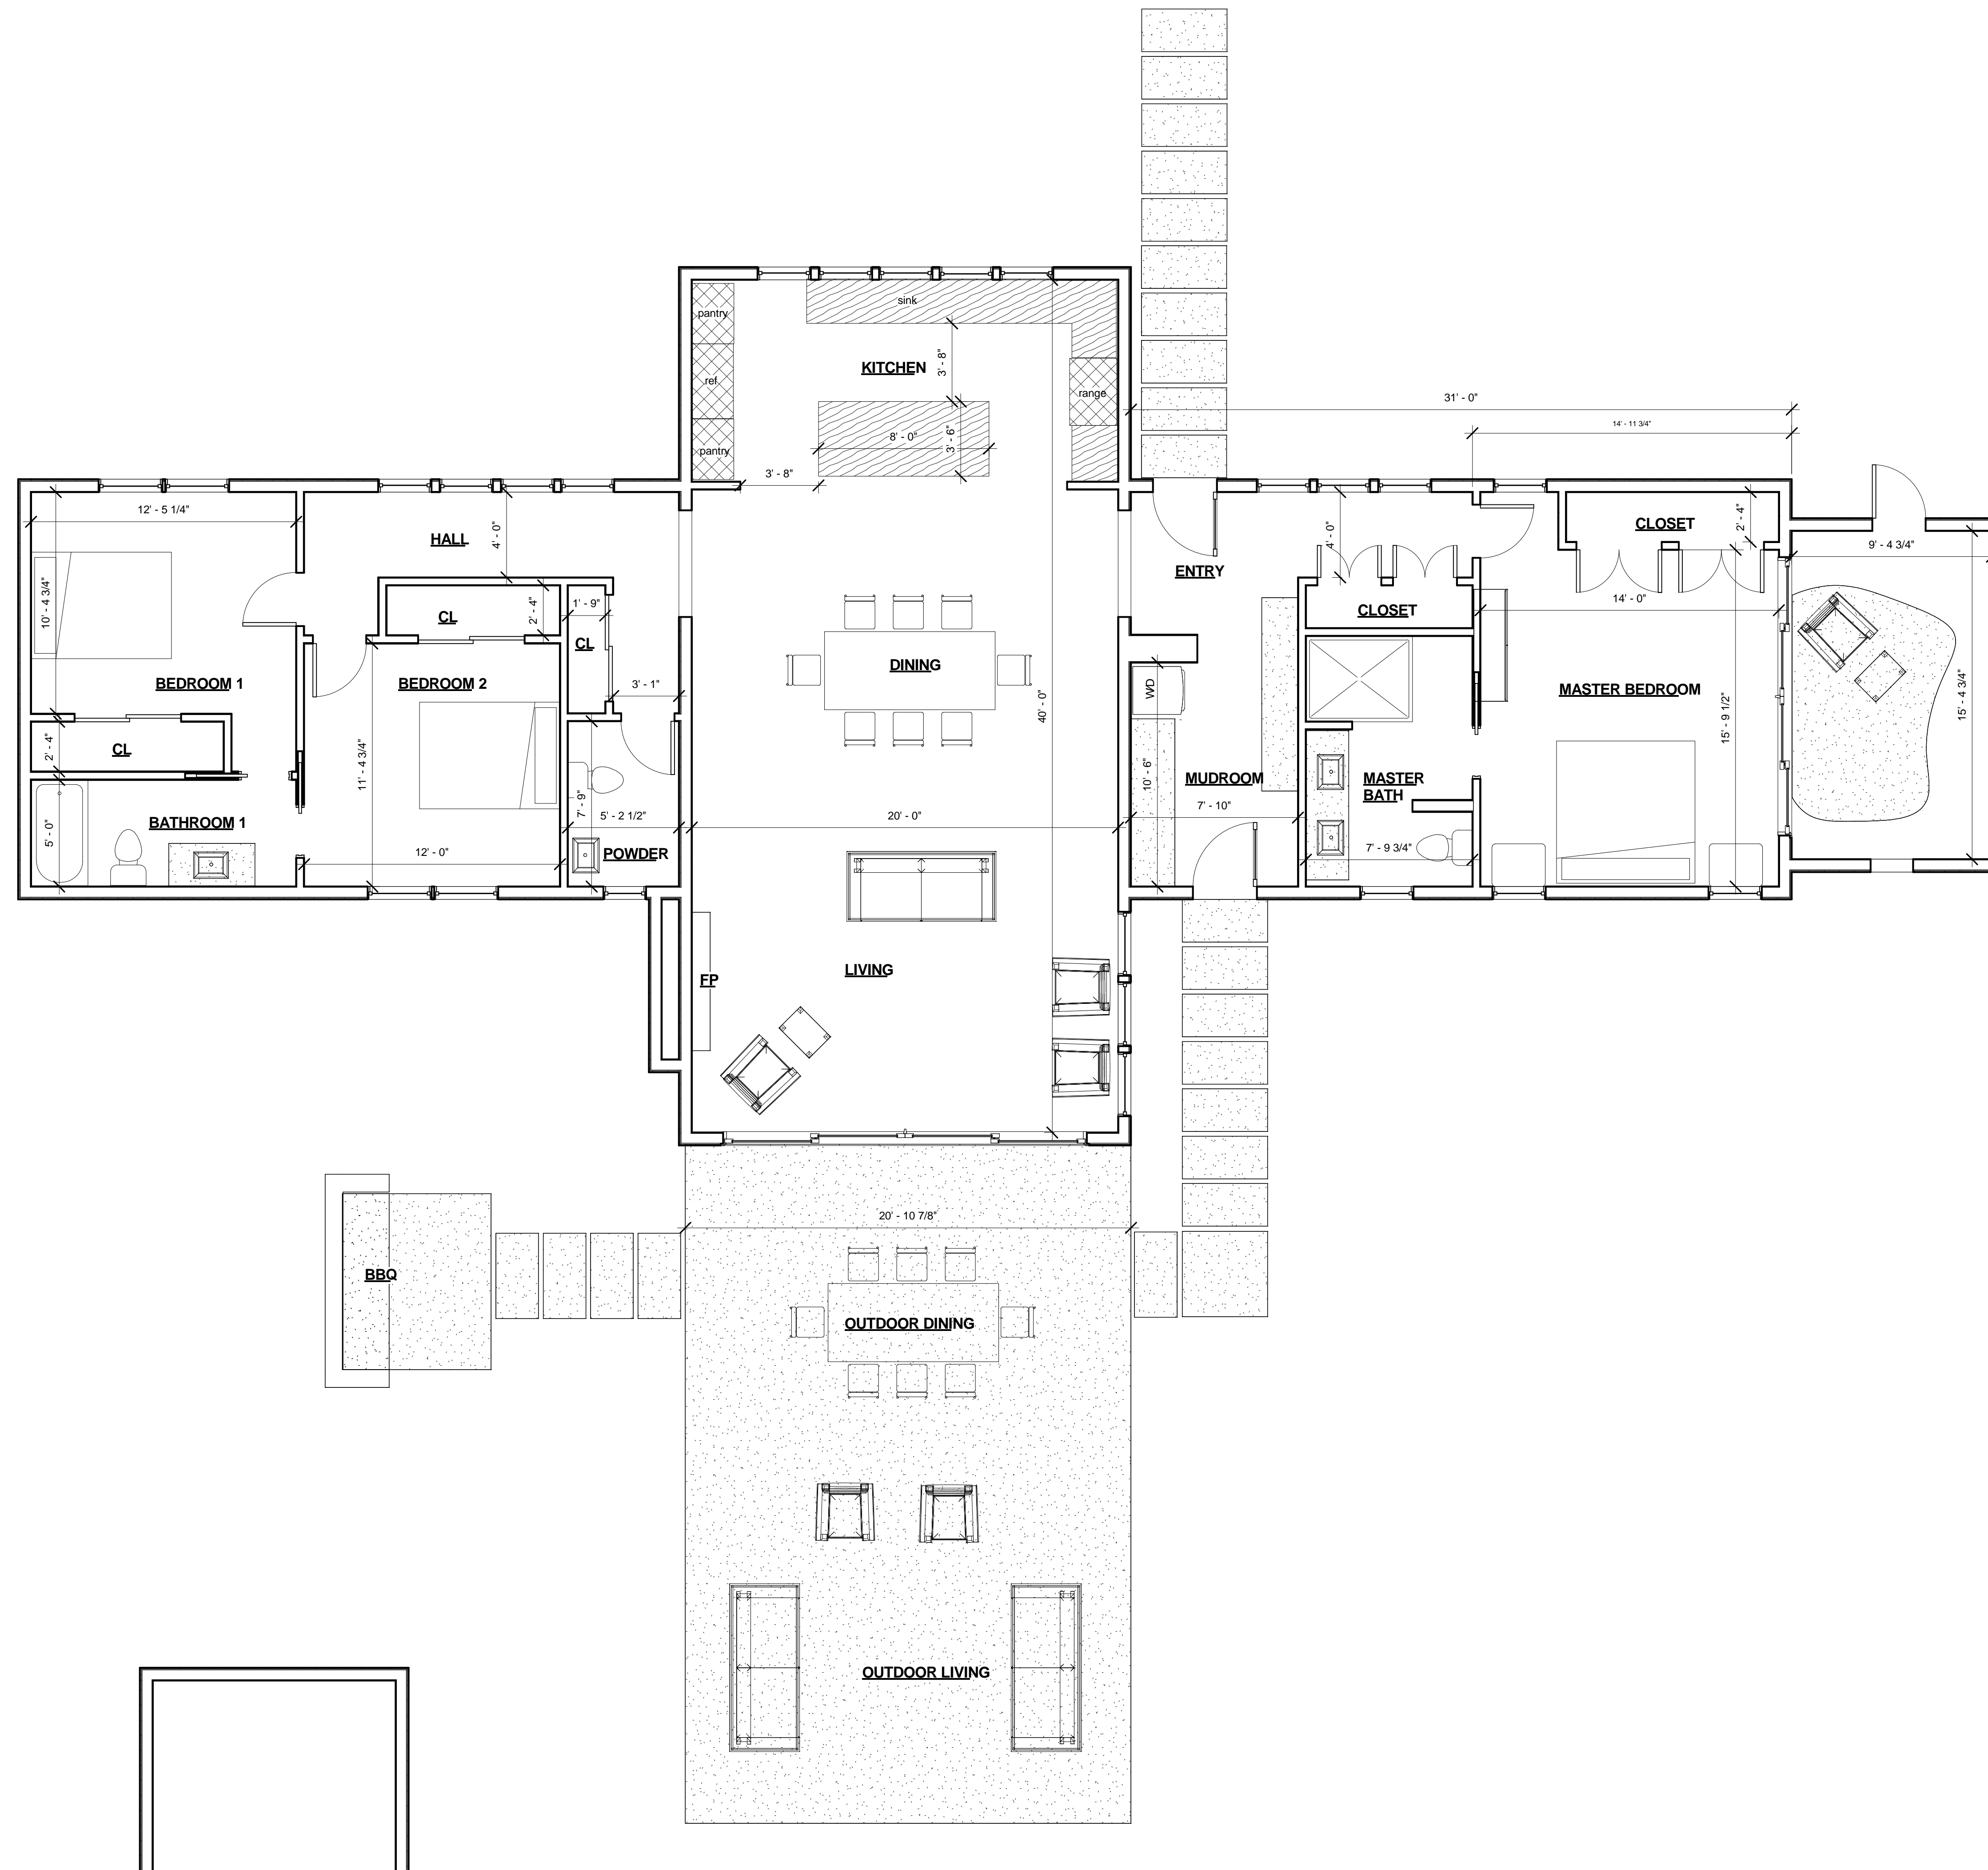 sink
pantry
KITCHEN
3' - 8"
ref.
range
31' - 0"
14' - 11 3/4"
8' - 0"
3' - 6"
pantry
3' - 8"
12' - 5 1/4"
HALL
4' - 0"
4' - 0"
CLOSET
2' - 4"
9' - 4 3/4"
ENTRY
10' - 4 3/4"
CL
2' - 4"
1' - 9"
CL
CLOSET
14' - 0"
DINING
BEDROOM 1
BEDROOM 2
3' - 1"
40' - 0"
W/D
MASTER BEDROOM
15' - 9 1/2"
15' - 4 3/4"
CL
2' - 4"
11' - 4 3/4"
7' - 9"
10' - 6"
MUDROOM
MASTER
BATH
BATHROOM 1
5' - 0"
5' - 2 1/2"
20' - 0"
7' - 10"
12' - 0"
POWDER
7' - 9 3/4"
FP
LIVING
20' - 10 7/8"
BBQ
OUTDOOR DINING
OUTDOOR LIVING